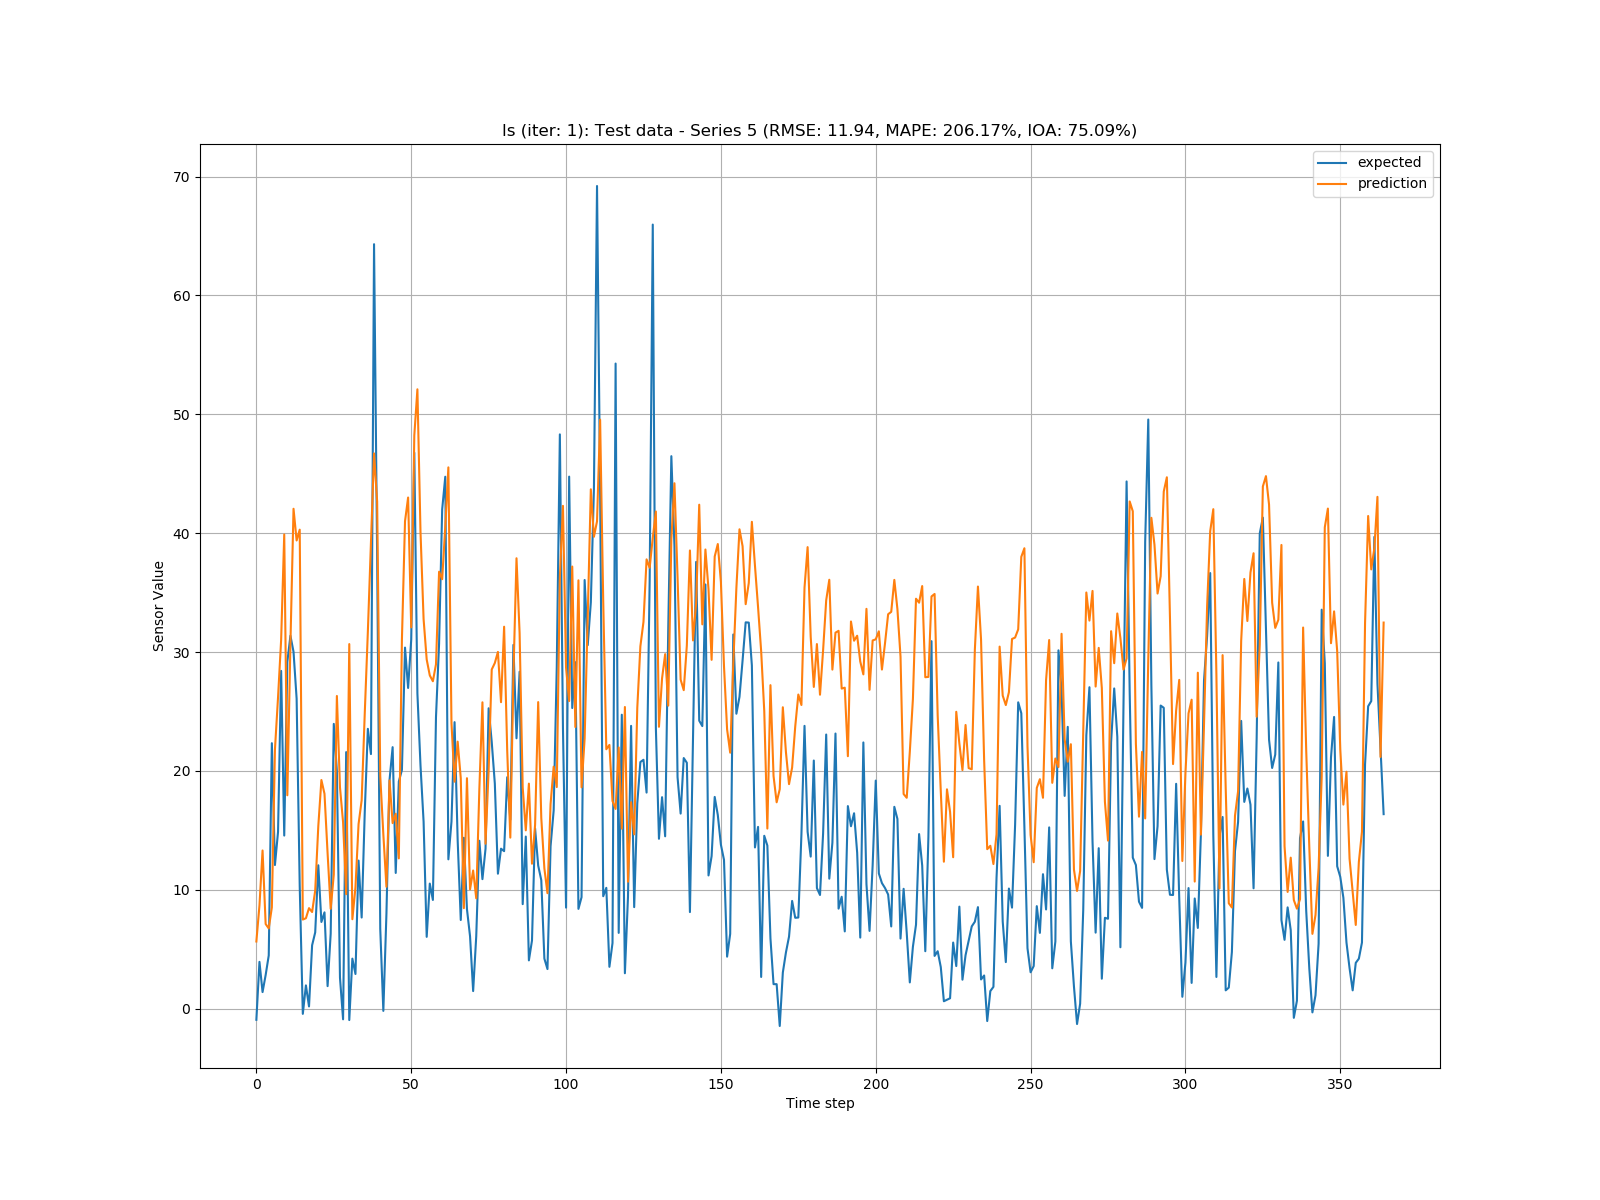 ls (iter: 1): Test data - Series 5 (RMSE: 11.94, MAPE: 206.17%, IOA: 75.09%)
expected
prediction
70
60
50
40
30
20
10
0
Sensor Value
0 50 100 150 200 250 300 350
Time step